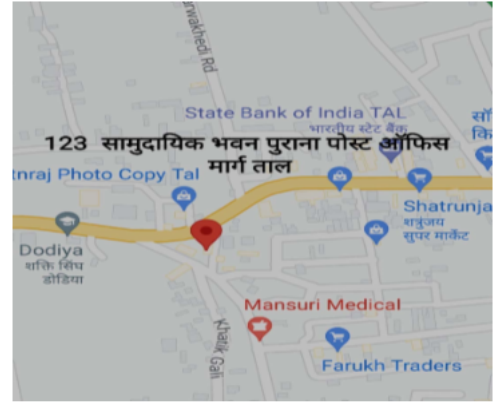 rwakhedi Rd
State Bank of India TAL
भारतीय स्टेट बैंक
सॉ
कि
123 सामुदायिक भवन पुराना पोस्ट ऑफिस
मार्ग ताल
tnraj Photo Copy Tal
Shatrunja
शत्रुंजय
सुपर मार्केट
Dodiya
शक्ति सिंघ
डोडिया
Mansuri Medical
Khatik Gali
Farukh Traders